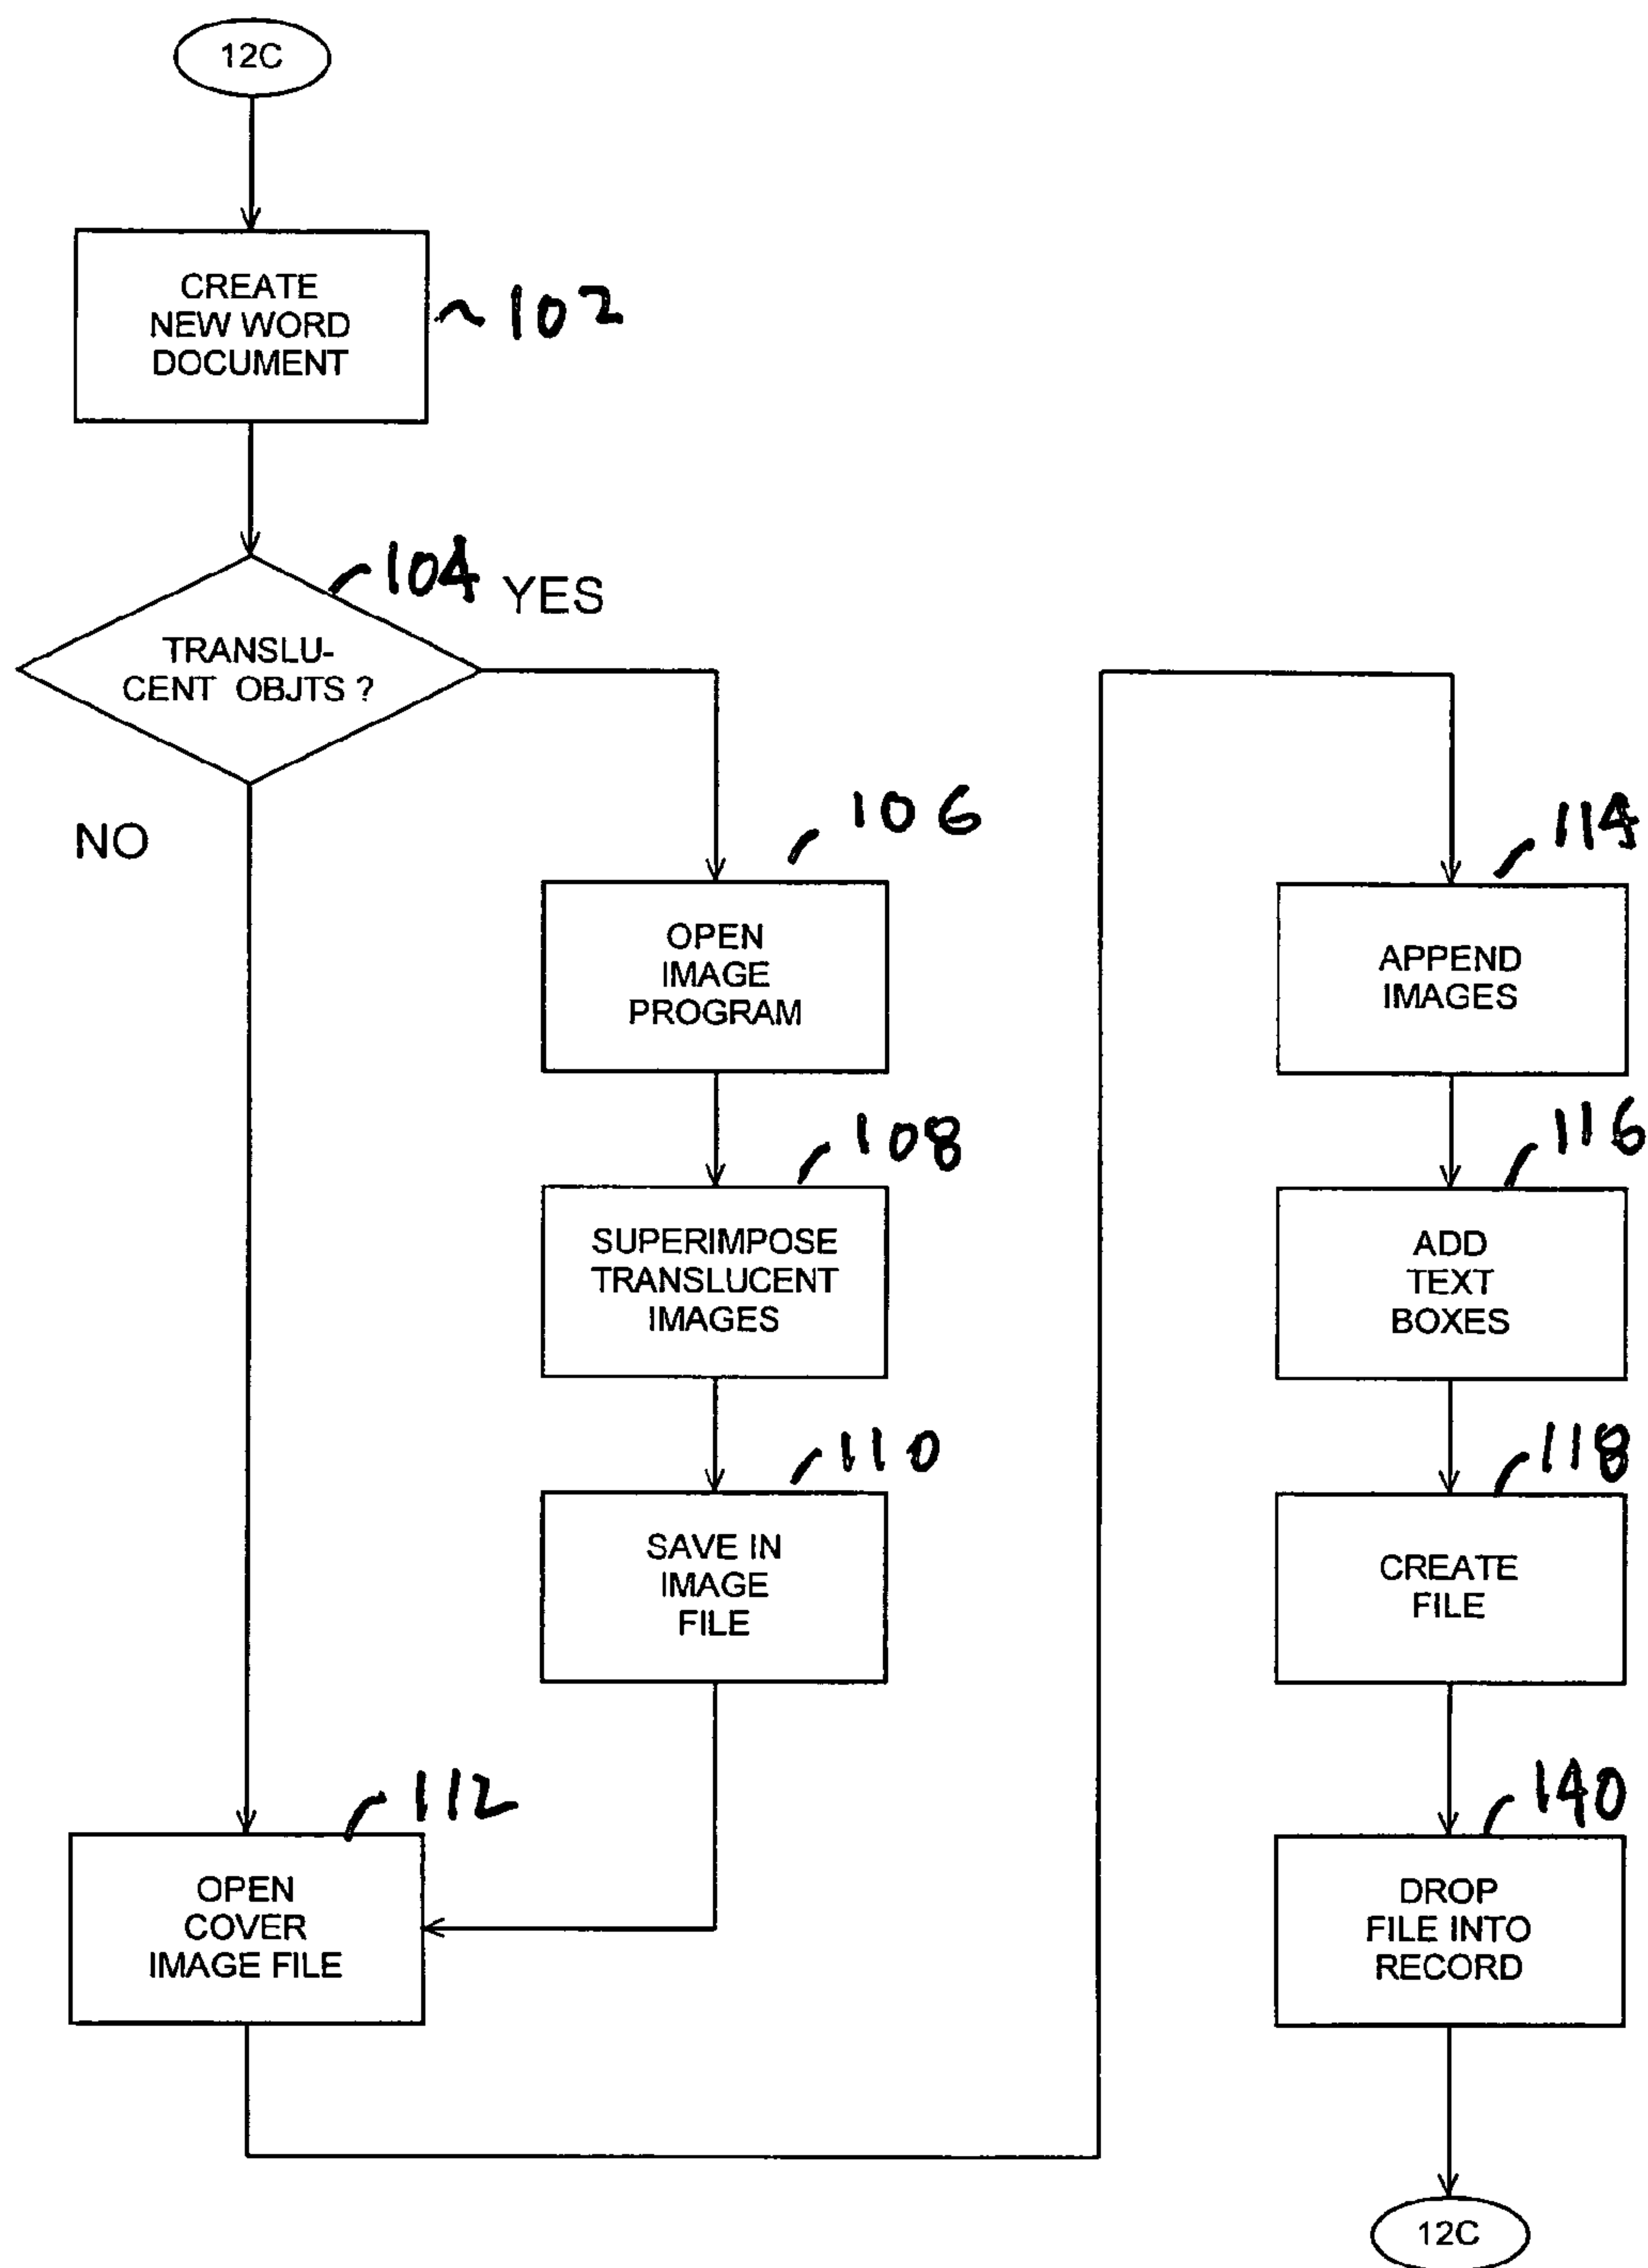 12C
CREATE
NEW WORD
DOCUMENT
102
104
YES
TRANSLU-
CENT OBJTS ?
NO
106
OPEN
IMAGE
PROGRAM
108
SUPERIMPOSE
TRANSLUCENT
IMAGES
110
SAVE IN
IMAGE
FILE
112
OPEN
COVER
IMAGE FILE
114
APPEND
IMAGES
116
ADD
TEXT
BOXES
118
CREATE
FILE
140
DROP
FILE INTO
RECORD
12C